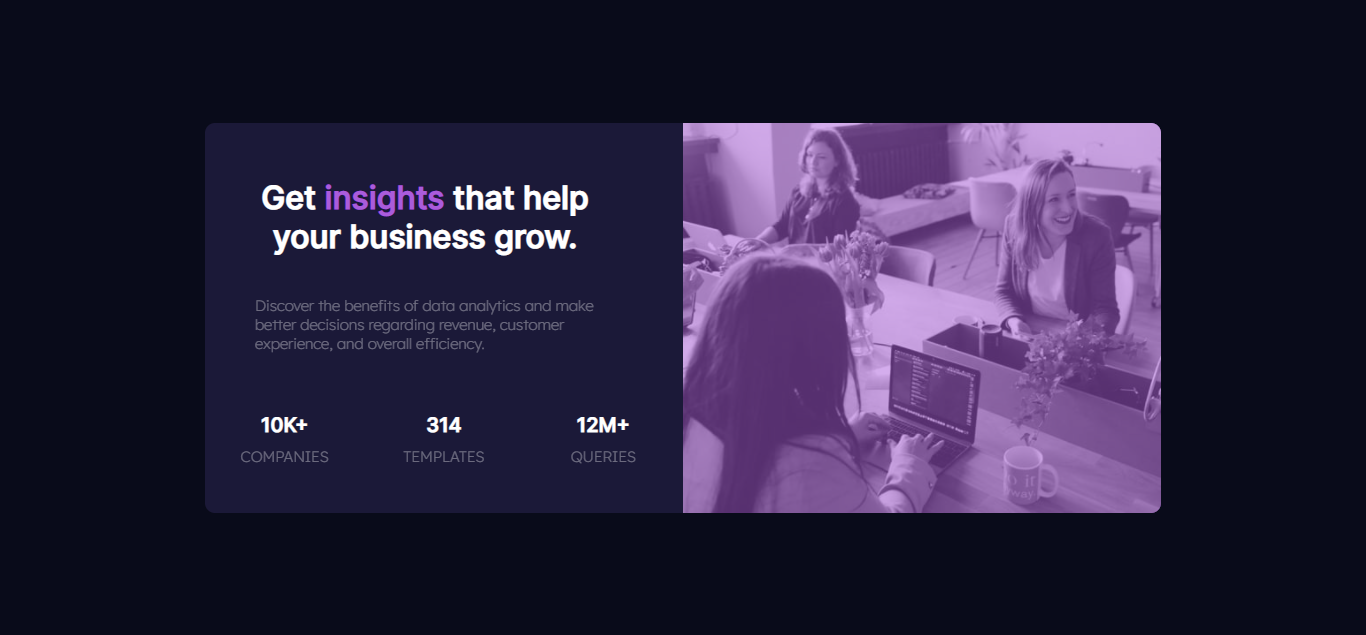 Get insights that help
your business grow.
Discover the benefits of data analytics and make
better decisions regarding revenue, customer
experience, and overall efficiency.
10K+ 314 12M+
COMPANIES TEMPLATES QUERIES